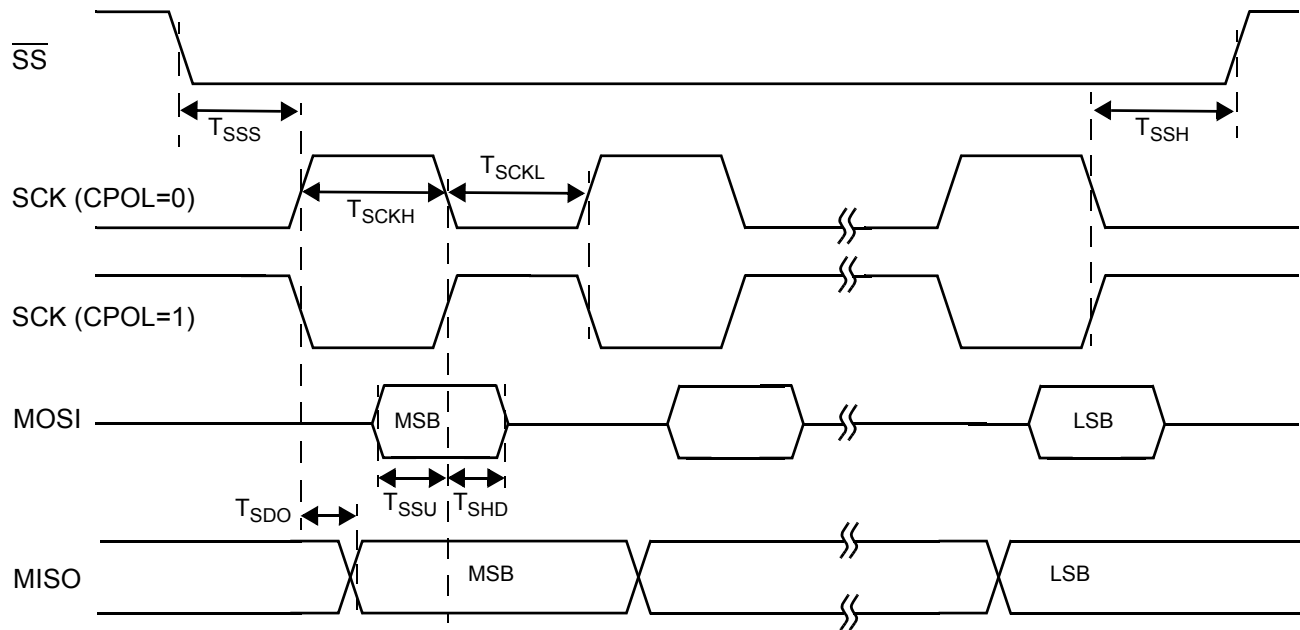 SS
T_SSS
T_SSH
T_SCKL
SCK (CPOL=0)
T_SCKH
SCK (CPOL=1)
MOSI
MSB
LSB
T_SSU
T_SHD
T_SDO
MISO
MSB
LSB